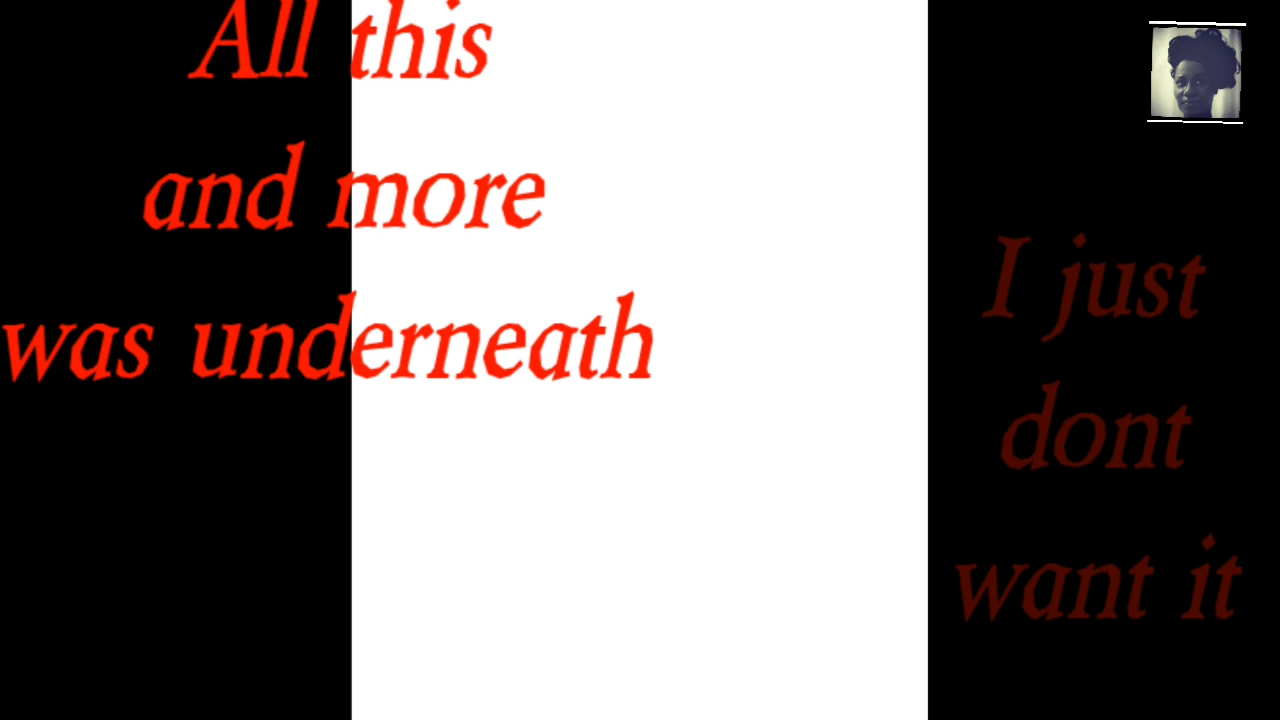 All this
and more
was underneath
I just
dont
want it